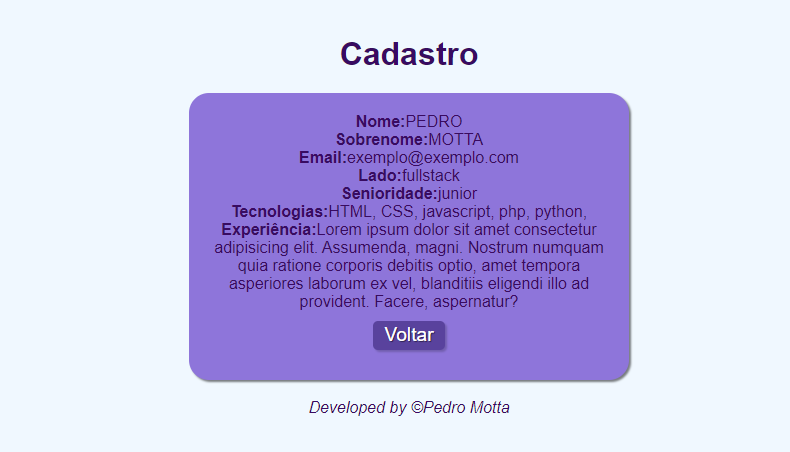 Cadastro
Nome:PEDRO
Sobrenome:MOTTA
Email:exemplo@exemplo.com
Lado:fullstack
Senioridade:junior
Tecnologias:HTML, CSS, javascript, php, python,
Experiência:Lorem ipsum dolor sit amet consectetur
adipisicing elit. Assumenda, magni. Nostrum numquam
quia ratione corporis debitis optio, amet tempora
asperiores laborum ex vel, blanditiis eligendi illo ad
provident. Facere, aspernatur?
Voltar
Developed by ©Pedro Motta